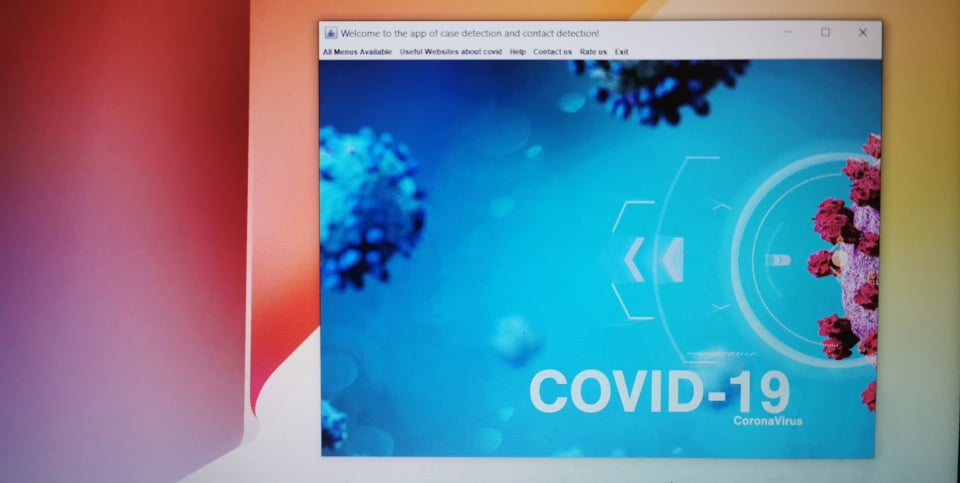 Welcome to the app of case detection and contact detection!
All Menus Available Useful Websites about covid Help Contact us Rate us Exit
COVID-19
CoronaVirus